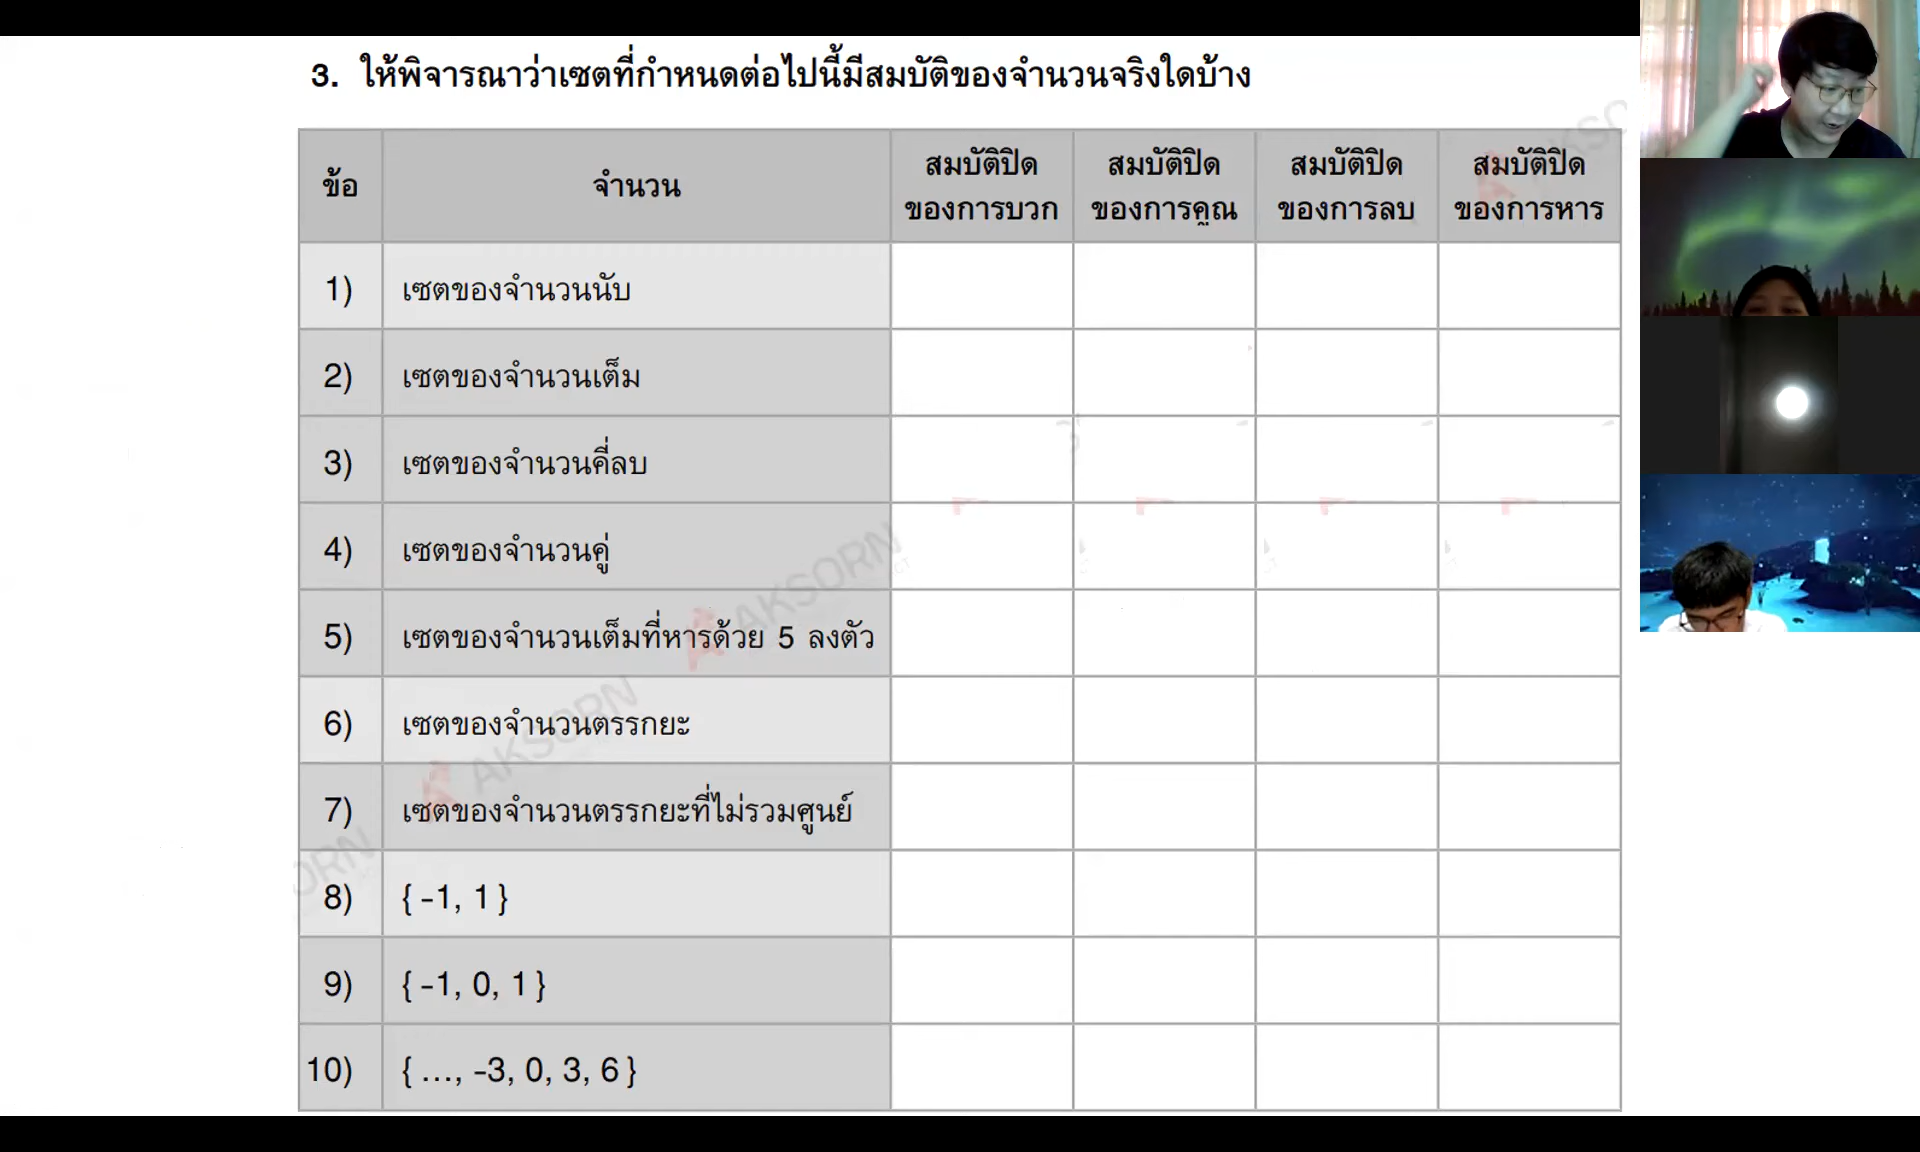 3. ให้พิจารณาว่าเซตที่กำหนดต่อไปนี้มีสมบัติของจำนวนจริงใดบ้าง
ข้อ จำนวน สมบัติปิดของการบวก สมบัติปิดของการคูณ สมบัติปิดของการลบ สมบัติปิดของการหาร
1) เซตของจำนวนนับ
2) เซตของจำนวนเต็ม
3) เซตของจำนวนคี่ลบ
4) เซตของจำนวนคู่
5) เซตของจำนวนเต็มที่หารด้วย 5 ลงตัว
6) เซตของจำนวนตรรกยะ
7) เซตของจำนวนตรรกยะที่ไม่รวมศูนย์
8) { -1, 1 }
9) { -1, 0, 1 }
10) { ..., -3, 0, 3, 6 }
AKSORN
AKSORN